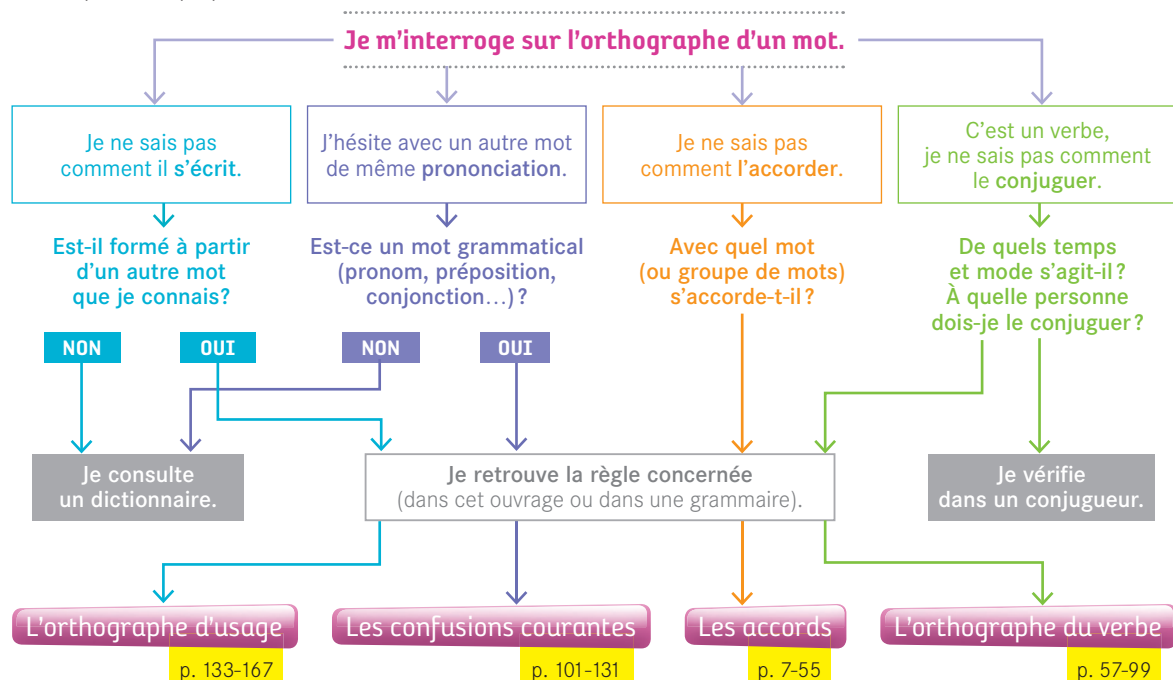 Je m'interroge sur l'orthographe d'un mot.
Je ne sais pas
comment il s'écrit.
J'hésite avec un autre mot
de même prononciation.
Je ne sais pas
comment l'accorder.
C'est un verbe,
je ne sais pas comment
le conjuguer.
Est-il formé à partir
d'un autre mot
que je connais ?
Est-ce un mot grammatical
(pronom, préposition,
conjonction…) ?
Avec quel mot
(ou groupe de mots)
s'accorde-t-il ?
De quels temps
et mode s'agit-il ?
À quelle personne
dois-je le conjuguer ?
NON
OUI
NON
OUI
Je consulte
un dictionnaire.
Je retrouve la règle concernée
(dans cet ouvrage ou dans une grammaire).
Je vérifie
dans un conjugueur.
L'orthographe d'usage
p. 133-167
Les confusions courantes
p. 101-131
Les accords
p. 7-55
L'orthographe du verbe
p. 57-99